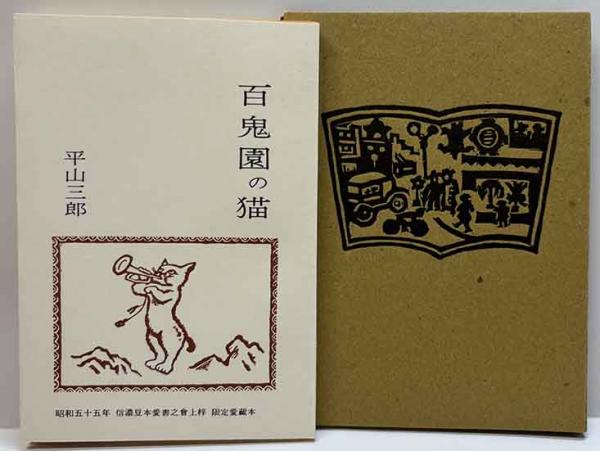 百鬼園の猫
平山三郎
昭和五十五年 信濃豆本愛書之會上梓 限定愛蔵本